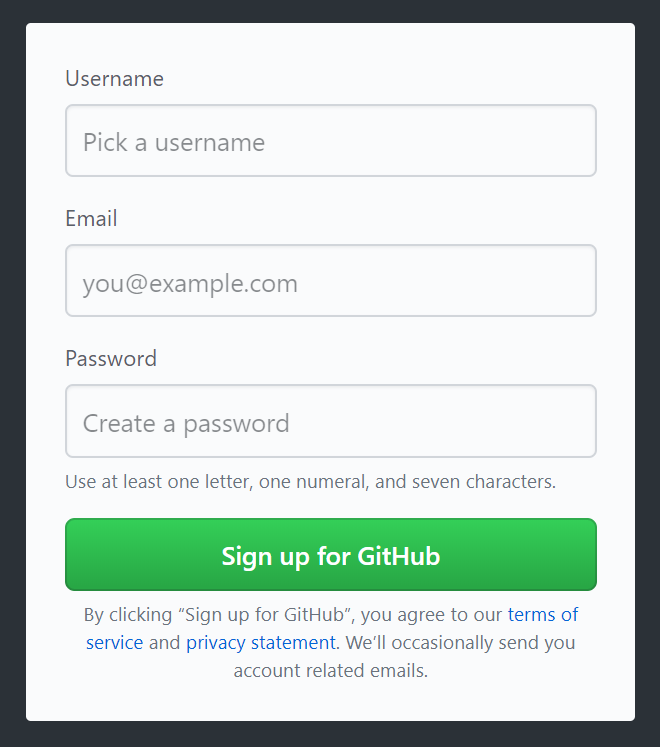 Username
Pick a username
Email
you@example.com
Password
Create a password
Use at least one letter, one numeral, and seven characters.
Sign up for GitHub
By clicking “Sign up for GitHub”, you agree to our terms of
service and privacy statement. We’ll occasionally send you
account related emails.